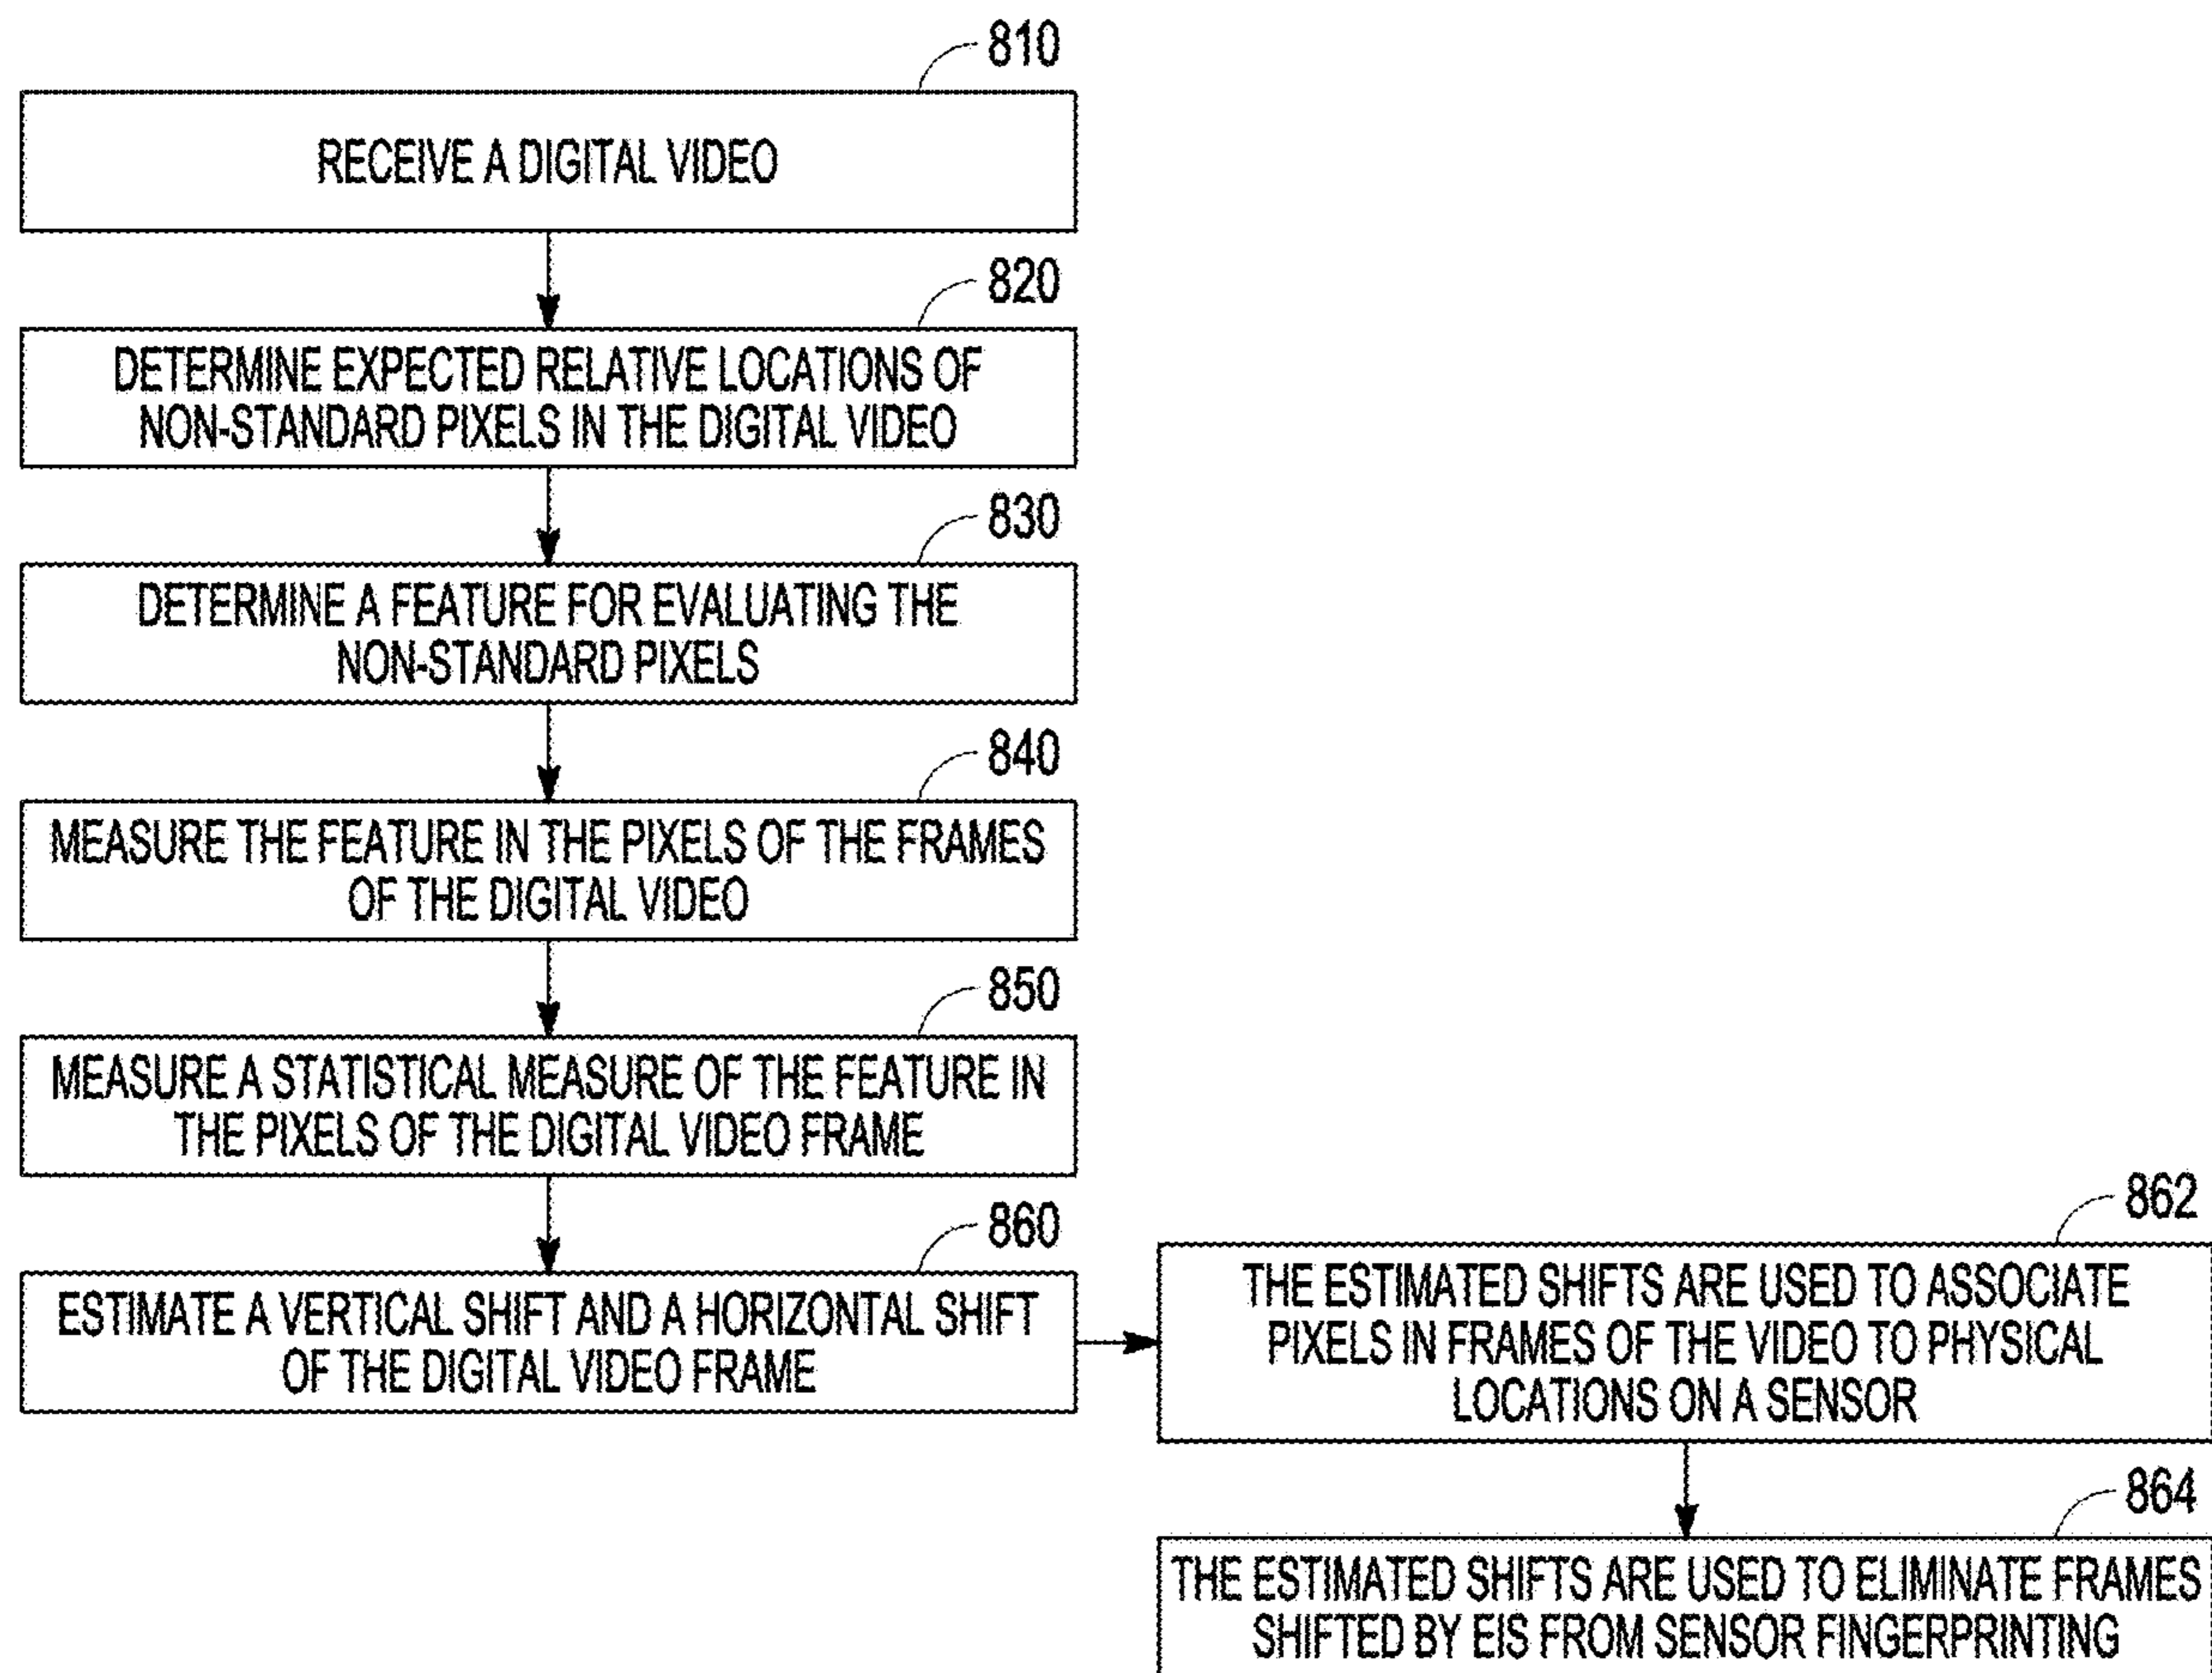 810
RECEIVE A DIGITAL VIDEO
820
DETERMINE EXPECTED RELATIVE LOCATIONS OF
NON-STANDARD PIXELS IN THE DIGITAL VIDEO
830
DETERMINE A FEATURE FOR EVALUATING THE
NON-STANDARD PIXELS
840
MEASURE THE FEATURE IN THE PIXELS OF THE FRAMES
OF THE DIGITAL VIDEO
850
MEASURE A STATISTICAL MEASURE OF THE FEATURE IN
THE PIXELS OF THE DIGITAL VIDEO FRAME
860
ESTIMATE A VERTICAL SHIFT AND A HORIZONTAL SHIFT
OF THE DIGITAL VIDEO FRAME
862
THE ESTIMATED SHIFTS ARE USED TO ASSOCIATE
PIXELS IN FRAMES OF THE VIDEO TO PHYSICAL
LOCATIONS ON A SENSOR
864
THE ESTIMATED SHIFTS ARE USED TO ELIMINATE FRAMES
SHIFTED BY EIS FROM SENSOR FINGERPRINTING